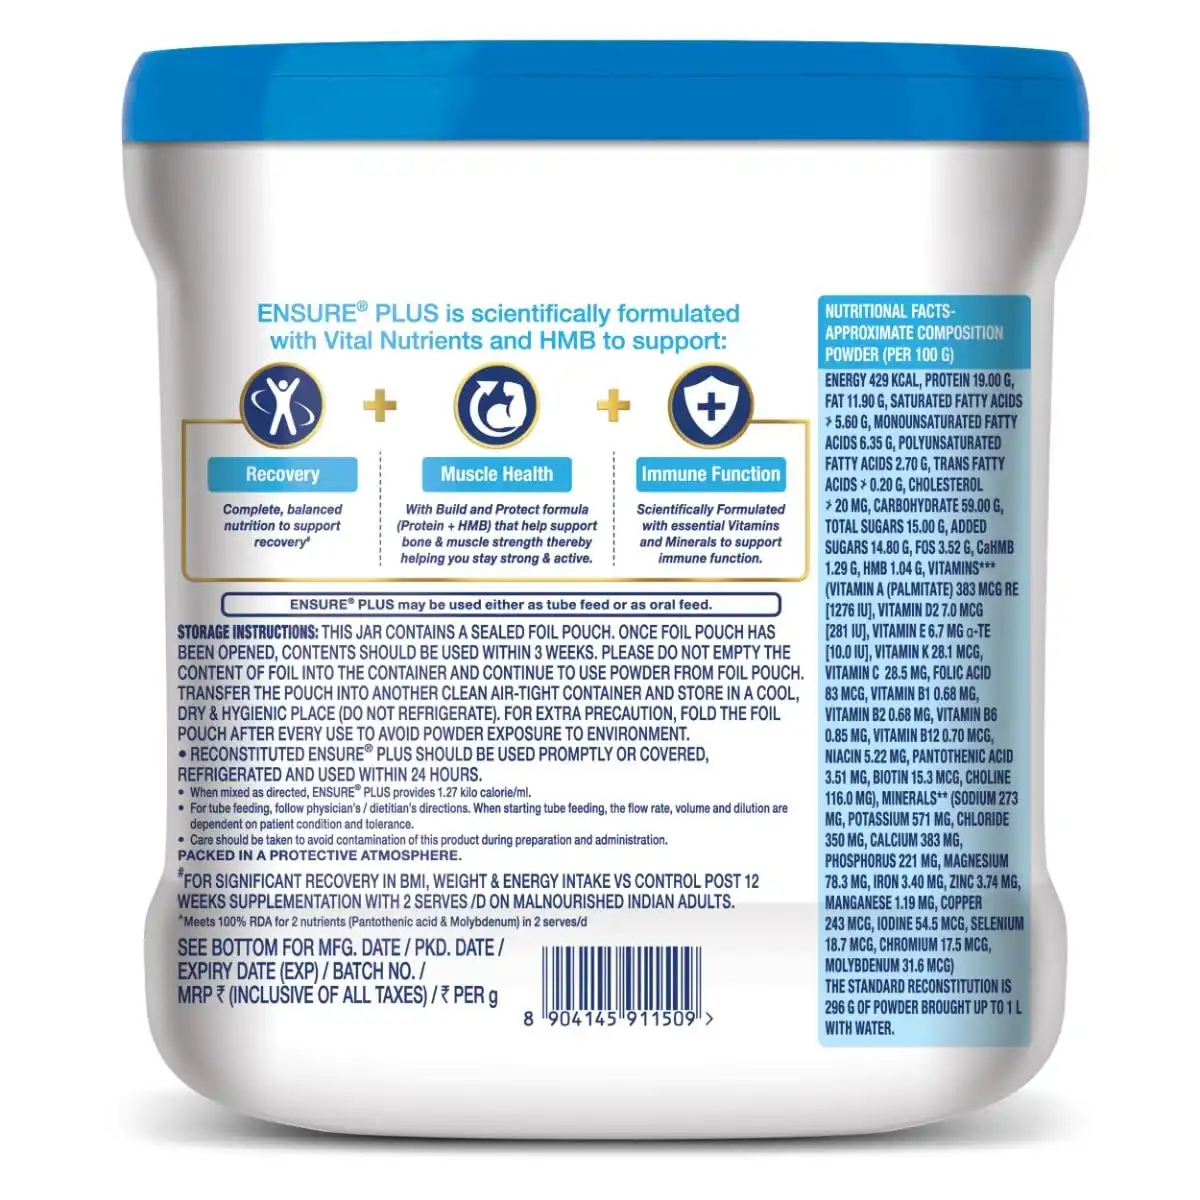 ENSURE® PLUS is scientifically formulated
with Vital Nutrients and HMB to support:
Recovery
Complete, balanced
nutrition to support
recovery#
Muscle Health
With Build and Protect formula
(Protein + HMB) that help support
bone & muscle strength thereby
helping you stay strong & active.
Immune Function
Scientifically Formulated
with essential Vitamins
and Minerals to support
immune function.
ENSURE® PLUS may be used either as tube feed or as oral feed.
STORAGE INSTRUCTIONS: THIS JAR CONTAINS A SEALED FOIL POUCH. ONCE FOIL POUCH HAS
BEEN OPENED, CONTENTS SHOULD BE USED WITHIN 3 WEEKS. PLEASE DO NOT EMPTY THE
CONTENT OF FOIL INTO THE CONTAINER AND CONTINUE TO USE POWDER FROM FOIL POUCH.
TRANSFER THE POUCH INTO ANOTHER CLEAN AIR-TIGHT CONTAINER AND STORE IN A COOL,
DRY & HYGIENIC PLACE (DO NOT REFRIGERATE). FOR EXTRA PRECAUTION, FOLD THE FOIL
POUCH AFTER EVERY USE TO AVOID POWDER EXPOSURE TO ENVIRONMENT.
• RECONSTITUTED ENSURE® PLUS SHOULD BE USED PROMPTLY OR COVERED,
REFRIGERATED AND USED WITHIN 24 HOURS.
• When mixed as directed, ENSURE® PLUS provides 1.27 kilo calorie/ml.
• For tube feeding, follow physician's / dietitian's directions. When starting tube feeding, the flow rate, volume and dilution are
dependent on patient condition and tolerance.
• Care should be taken to avoid contamination of this product during preparation and administration.
PACKED IN A PROTECTIVE ATMOSPHERE.
#FOR SIGNIFICANT RECOVERY IN BMI, WEIGHT & ENERGY INTAKE VS CONTROL POST 12
WEEKS SUPPLEMENTATION WITH 2 SERVES /D ON MALNOURISHED INDIAN ADULTS.
^Meets 100% RDA for 2 nutrients (Pantothenic acid & Molybdenum) in 2 serves/d
SEE BOTTOM FOR MFG. DATE / PKD. DATE /
EXPIRY DATE (EXP) / BATCH NO. /
MRP ₹ (INCLUSIVE OF ALL TAXES) / ₹ PER g
8 904145 911509 >
NUTRITIONAL FACTS-
APPROXIMATE COMPOSITION
POWDER (PER 100 G)
ENERGY 429 KCAL, PROTEIN 19.00 G,
FAT 11.90 G, SATURATED FATTY ACIDS
≯ 5.60 G, MONOUNSATURATED FATTY
ACIDS 6.35 G, POLYUNSATURATED
FATTY ACIDS 2.70 G, TRANS FATTY
ACIDS ≯ 0.20 G, CHOLESTEROL
≯ 20 MG, CARBOHYDRATE 59.00 G,
TOTAL SUGARS 15.00 G, ADDED
SUGARS 14.80 G, FOS 3.52 G, CaHMB
1.29 G, HMB 1.04 G, VITAMINS***
(VITAMIN A (PALMITATE) 383 MCG RE
[1276 IU], VITAMIN D2 7.0 MCG
[281 IU], VITAMIN E 6.7 MG α-TE
[10.0 IU], VITAMIN K 28.1 MCG,
VITAMIN C 28.5 MG, FOLIC ACID
83 MCG, VITAMIN B1 0.68 MG,
VITAMIN B2 0.68 MG, VITAMIN B6
0.85 MG, VITAMIN B12 0.70 MCG,
NIACIN 5.22 MG, PANTOTHENIC ACID
3.51 MG, BIOTIN 15.3 MCG, CHOLINE
116.0 MG), MINERALS** (SODIUM 273
MG, POTASSIUM 571 MG, CHLORIDE
350 MG, CALCIUM 383 MG,
PHOSPHORUS 221 MG, MAGNESIUM
78.3 MG, IRON 3.40 MG, ZINC 3.74 MG,
MANGANESE 1.19 MG, COPPER
243 MCG, IODINE 54.5 MCG, SELENIUM
18.7 MCG, CHROMIUM 17.5 MCG,
MOLYBDENUM 31.6 MCG)
THE STANDARD RECONSTITUTION IS
296 G OF POWDER BROUGHT UP TO 1 L
WITH WATER.